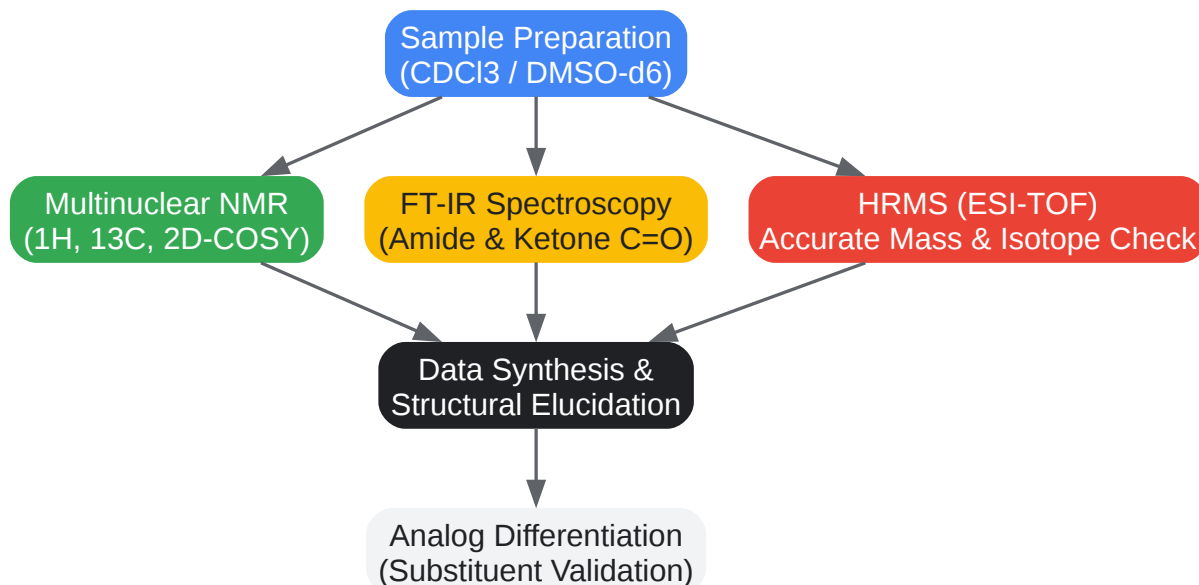 Sample Preparation
(CDCl3 / DMSO-d6)
Multinuclear NMR
(1H, 13C, 2D-COSY)
FT-IR Spectroscopy
(Amide & Ketone C=O)
HRMS (ESI-TOF)
Accurate Mass & Isotope Check
Data Synthesis &
Structural Elucidation
Analog Differentiation
(Substituent Validation)